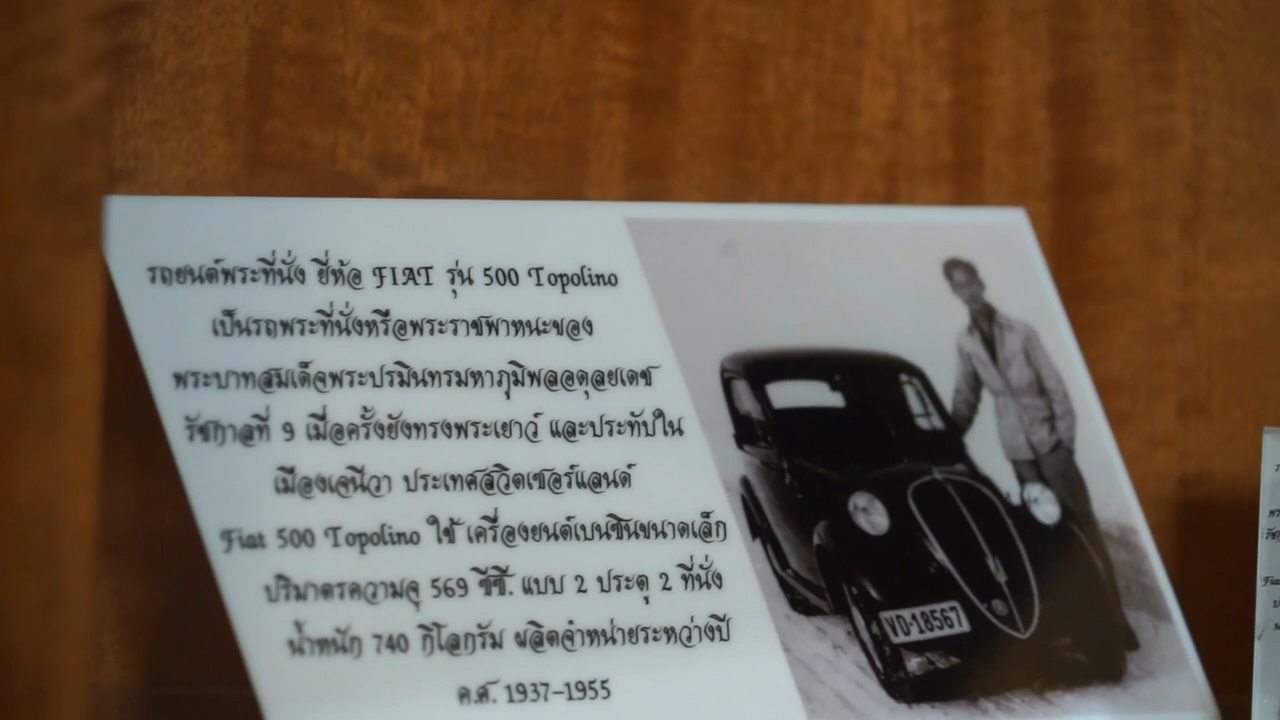 รถยนต์พระที่นั่ง ยี่ห้อ FIAT รุ่น 500 Topolino
เป็นรถพระที่นั่งหรือพระราชพาหนะของ
พระบาทสมเด็จพระปรมินทรมหาภูมิพลอดุลยเดช
รัชกาลที่ 9 เมื่อครั้งยังทรงพระเยาว์ และประทับใน
เมืองเจนีวา ประเทศสวิตเซอร์แลนด์
Fiat 500 Topolino ใช้ เครื่องยนต์เบนซินขนาดเล็ก
ปริมาตรความจุ 569 ซีซี. แบบ 2 ประตู 2 ที่นั่ง
น้ำหนัก 740 กิโลกรัม ผลิตจำหน่ายระหว่างปี
ค.ศ. 1937-1955
VD-18567